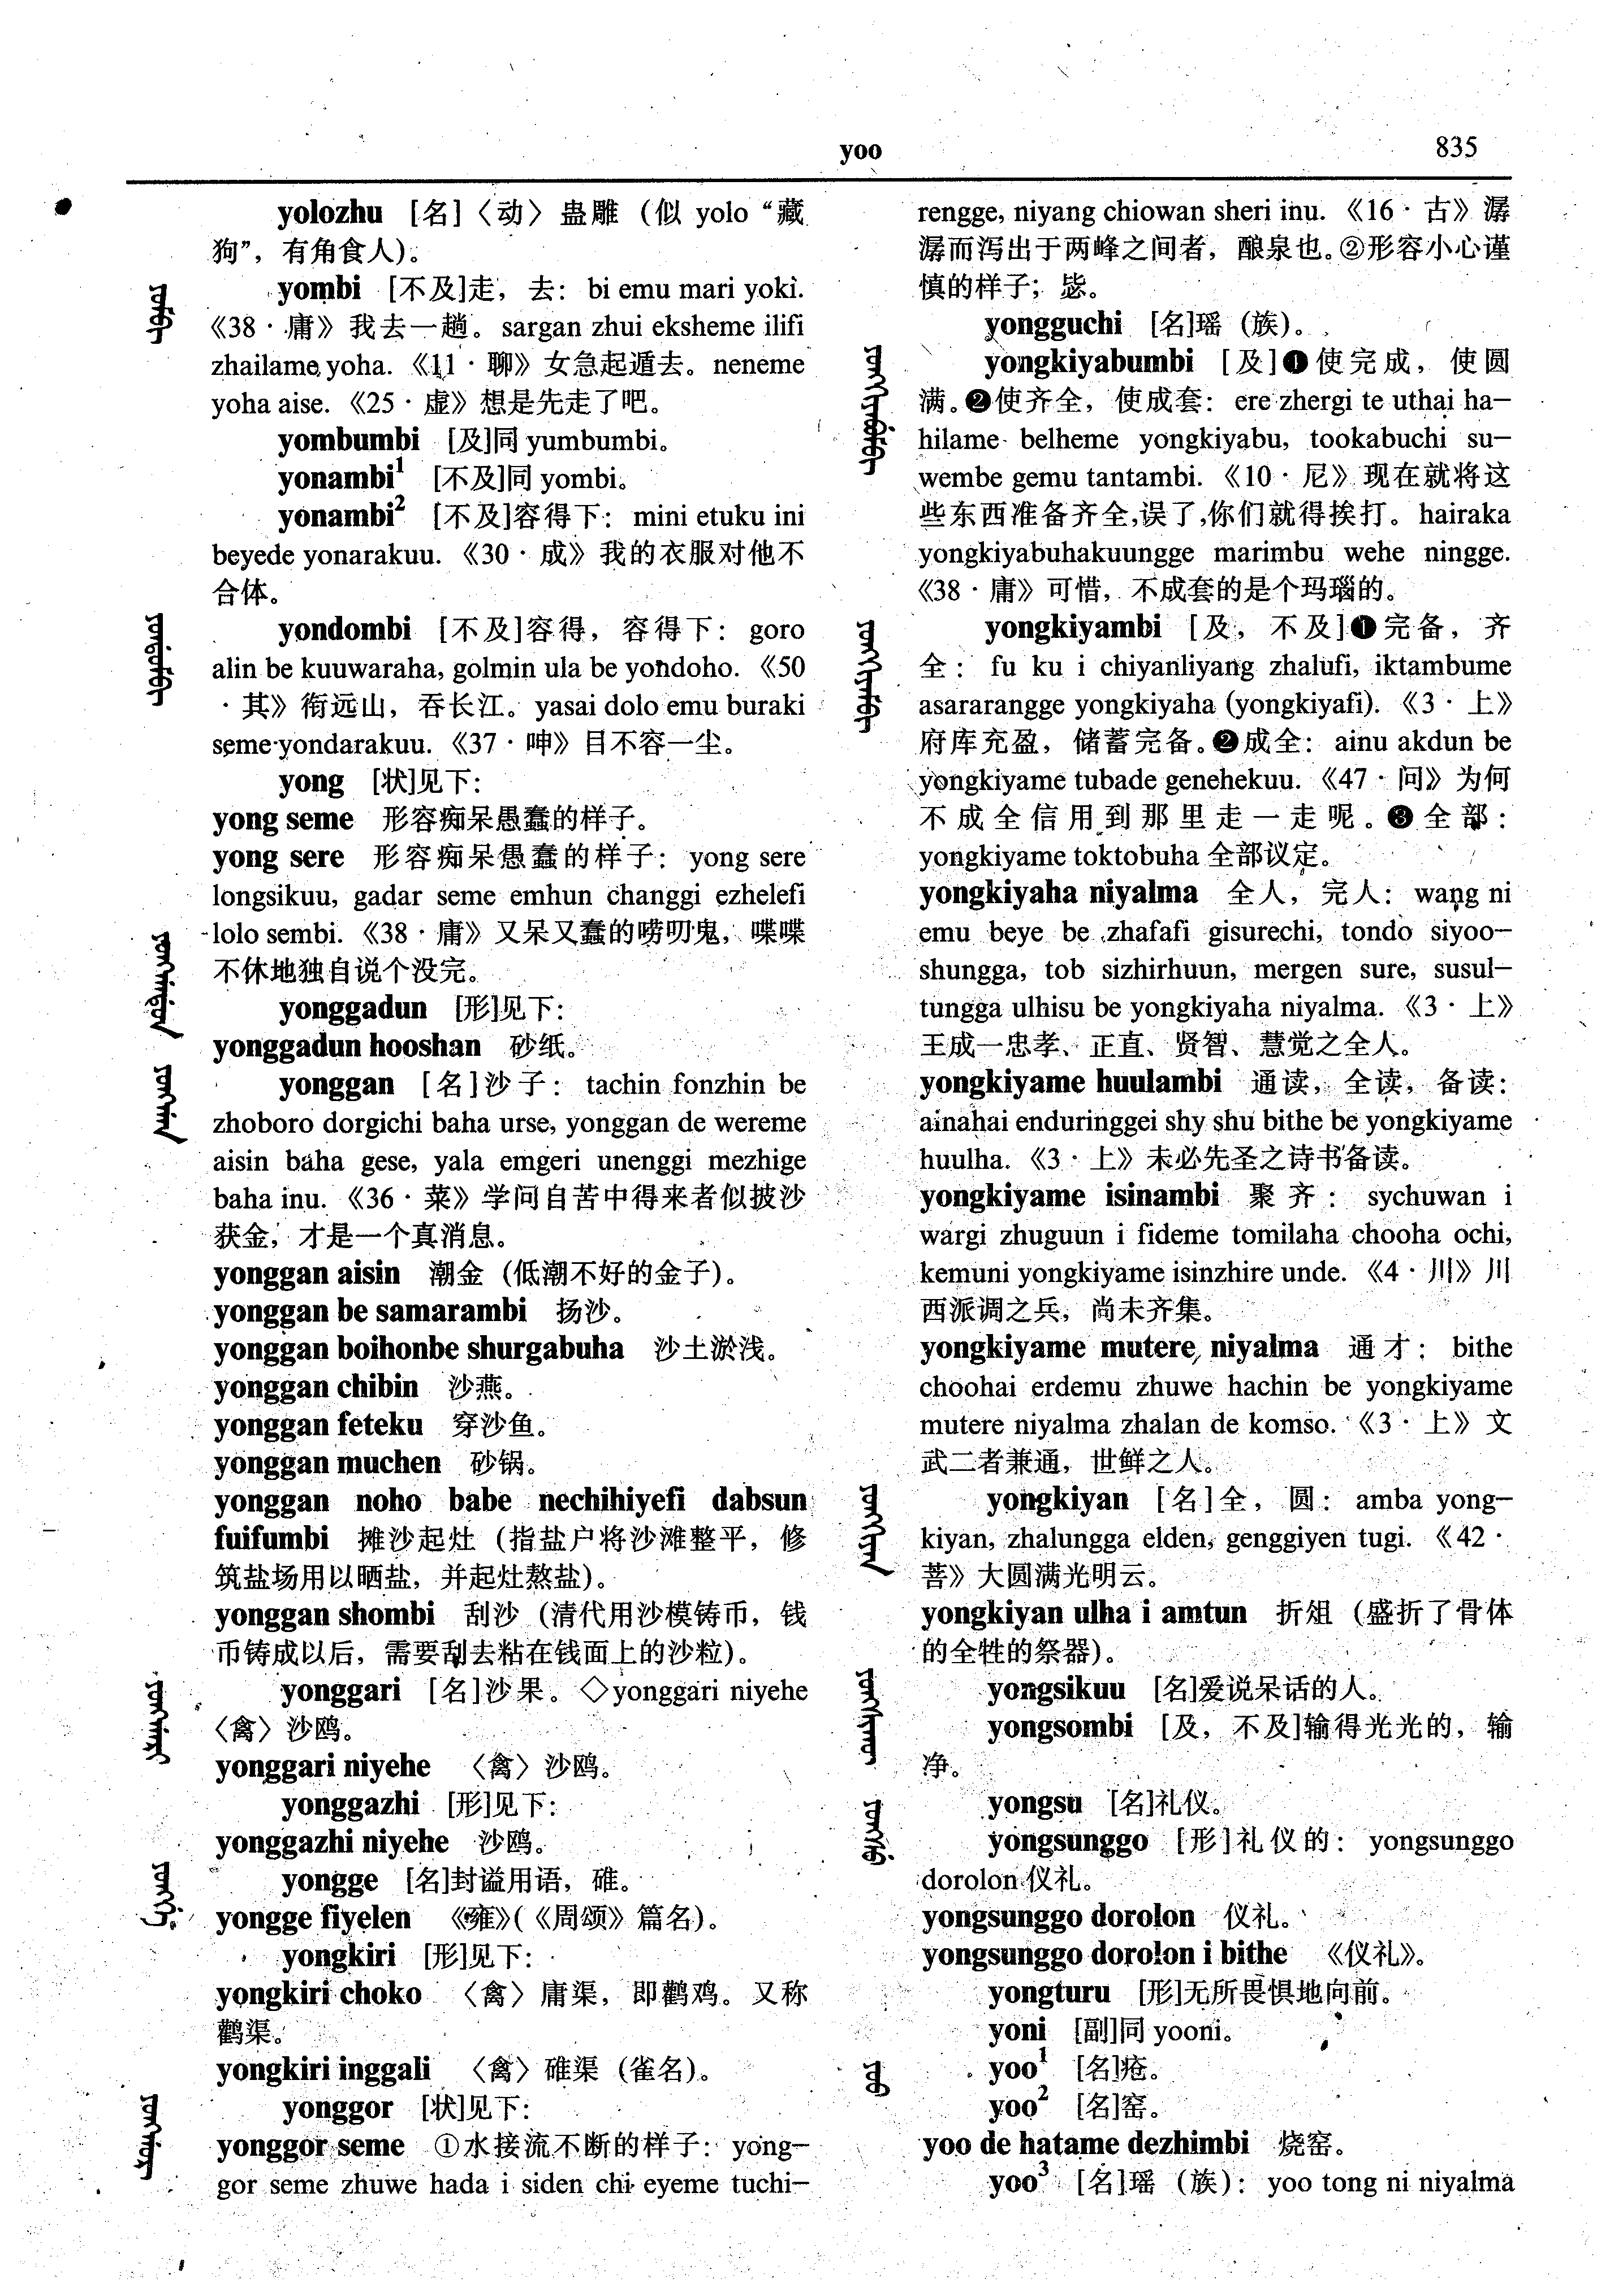 yoo
835
yolozhu [名]〈动〉蛊雕（似 yolo “藏
狗”，有角食人）。
yombi [不及]走，去：bi emu mari yoki.
《38·庸》我去一趟。sargan zhui eksheme ilifi
zhailame yoha.《11·聊》女急起遁去。neneme
yoha aise.《25·虚》想是先走了吧。
yombumbi [及]同 yumbumbi。
yonambi¹ [不及]同 yombi。
yonambi² [不及]容得下：mini etuku ini
beyede yonarakuu.《30·成》我的衣服对他不
合体。
yondombi [不及]容得，容得下：goro
alin be kuuwaraha, golmin ula be yondoho.《50
·其》衔远山，吞长江。yasai dolo emu buraki
seme yondarakuu.《37·呻》目不容一尘。
yong [状]见下：
yong seme 形容痴呆愚蠢的样子。
yong sere 形容痴呆愚蠢的样子：yong sere
longsikuu, gadar seme emhun changgi ezhelefi
lolo sembi.《38·庸》又呆又蠢的唠叨鬼，喋喋
不休地独自说个没完。
yonggadun [形]见下：
yonggadun hooshan 砂纸。
yonggan [名]沙子：tachin fonzhin be
zhoboro dorgichi baha urse, yonggan de wereme
aisin baha gese, yala emgeri unenggi mezhige
baha inu.《36·菜》学问自苦中得来者似披沙
获金，才是一个真消息。
yonggan aisin 潮金（低潮不好的金子）。
yonggan be samarambi 扬沙。
yonggan boihonbe shurgabuha 沙土淤浅。
yonggan chibin 沙燕。
yonggan feteku 穿沙鱼。
yonggan muchen 砂锅。
yonggan noho babe nechihiyefi dabsun
fuifumbi 摊沙起灶（指盐户将沙滩整平，修
筑盐场用以晒盐，并起灶熬盐）。
yonggan shombi 刮沙（清代用沙模铸币，钱
币铸成以后，需要刮去粘在钱面上的沙粒）。
yonggari [名]沙果。◇yonggari niyehe
〈禽〉沙鸥。
yonggari niyehe 〈禽〉沙鸥。
yonggazhi [形]见下：
yonggazhi niyehe 沙鸥。
yongge [名]封谥用语，碓。
yongge fiyelen 《雍》（《周颂》篇名）。
yongkiri [形]见下：
yongkiri choko 〈禽〉庸渠，即鹳鸡。又称
鹳渠。
yongkiri inggali 〈禽〉碓渠（雀名）。
yonggor [状]见下：
yonggor seme ①水接流不断的样子：yong-
gor seme zhuwe hada i siden chi eyeme tuchi-
rengge, niyang chiowan sheri inu.《16·古》潺
潺而泻出于两峰之间者，酿泉也。②形容小心谨
慎的样子；毖。
yongguchi [名]瑶（族）。
yongkiyabumbi [及]❶使完成，使圆
满。❷使齐全，使成套：ere zhergi te uthai ha-
hilame belheme yongkiyabu, tookabuchi su-
wembe gemu tantambi.《10·尼》现在就将这
些东西准备齐全，误了，你们就得挨打。hairaka
yongkiyabuhakuungge marimbu wehe ningge.
《38·庸》可惜，不成套的是个玛瑙的。
yongkiyambi [及，不及]❶完备，齐
全：fu ku i chiyanliyang zhalufi, iktambume
asararangge yongkiyaha (yongkiyafi).《3·上》
府库充盈，储蓄完备。❷成全：ainu akdun be
yongkiyame tubade genehekuu.《47·问》为何
不成全信用到那里走一走呢。❸全部：
yongkiyame toktobuha 全部议定。
yongkiyaha niyalma 全人，完人：wang ni
emu beye be zhafafi gisurechi, tondo siyoo-
shungga, tob sizhirhuun, mergen sure, susul-
tungga ulhisu be yongkiyaha niyalma.《3·上》
王成一忠孝、正直、贤智、慧觉之全人。
yongkiyame huulambi 通读，全读，备读：
ainahai enduringgei shy shu bithe be yongkiyame
huulha.《3·上》未必先圣之诗书备读。
yongkiyame isinambi 聚齐：sychuwan i
wargi zhuguun i fideme tomilaha chooha ochi,
kemuni yongkiyame isinzhire unde.《4·川》川
西派调之兵，尚未齐集。
yongkiyame mutere niyalma 通才：bithe
choohai erdemu zhuwe hachin be yongkiyame
mutere niyalma zhalan de komso.《3·上》文
武二者兼通，世鲜之人。
yongkiyan [名]全，圆：amba yong-
kiyan, zhalungga elden, genggiyen tugi.《42·
菩》大圆满光明云。
yongkiyan ulha i amtun 折俎（盛折了骨体
的全牲的祭器）。
yongsikuu [名]爱说呆话的人。
yongsombi [及，不及]输得光光的，输
净。
yongsu [名]礼仪。
yongsunggo [形]礼仪的：yongsunggo
dorolon 仪礼。
yongsunggo dorolon 仪礼。
yongsunggo dorolon i bithe 《仪礼》。
yongturu [形]无所畏惧地向前。
yoni [副]同 yooni。
yoo¹ [名]疮。
yoo² [名]窑。
yoo de hatame dezhimbi 烧窑。
yoo³ [名]瑶（族）：yoo tong ni niyalma